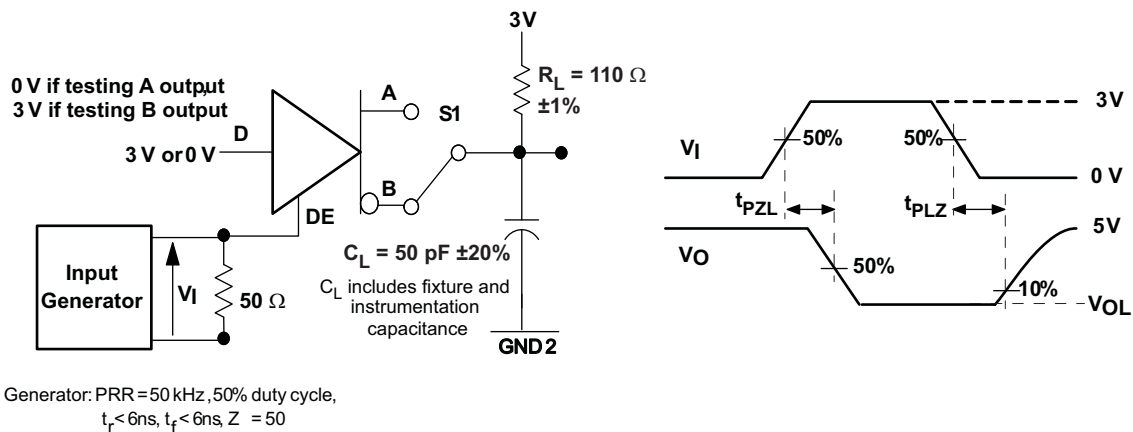 3V
R_L = 110 Ω
±1%
0 V if testing A output
3 V if testing B output
A
S1
D
3 V or 0 V
B
DE
C_L = 50 pF ±20%
C_L includes fixture and
instrumentation
capacitance
Input
Generator
V_I
50 Ω
GND2
Generator: PRR = 50 kHz, 50% duty cycle,
t_r < 6ns, t_f < 6ns, Z = 50
3V
V_I
50%
50%
0 V
t_PZL
t_PLZ
5V
V_O
50%
10%
V_OL